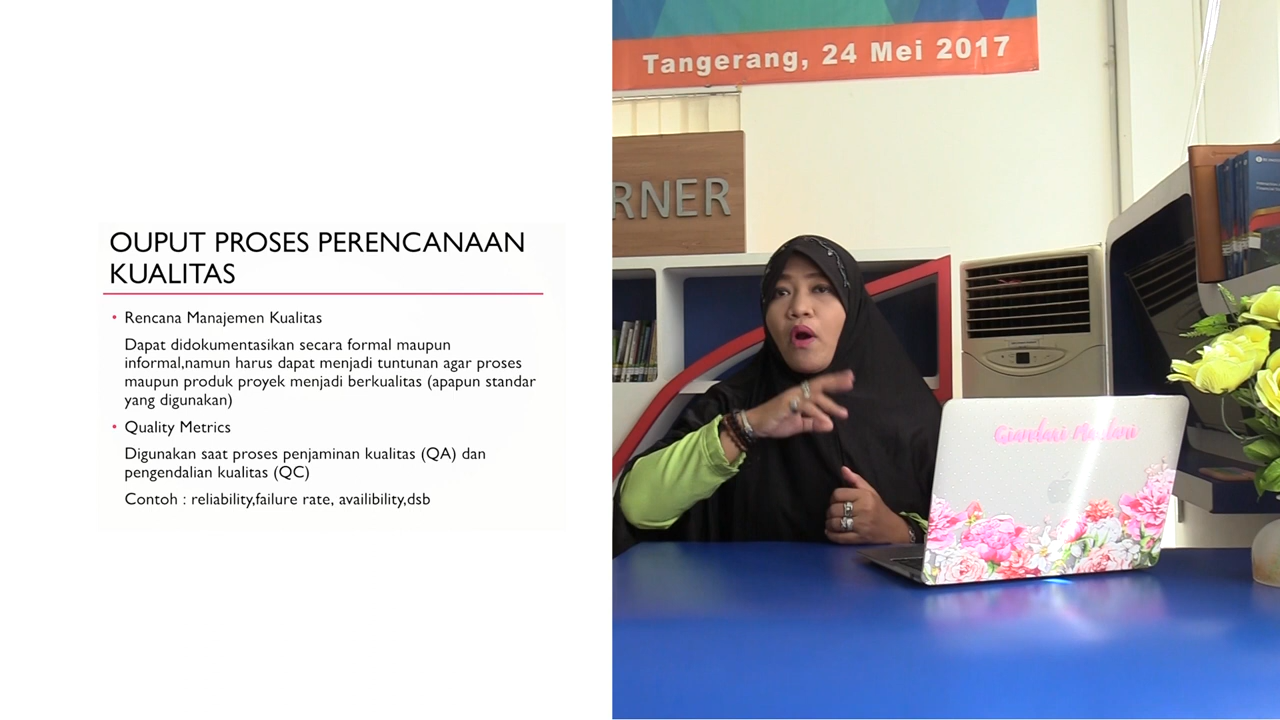 OUPUT PROSES PERENCANAAN
KUALITAS
• Rencana Manajemen Kualitas
Dapat didokumentasikan secara formal maupun
informal,namun harus dapat menjadi tuntunan agar proses
maupun produk proyek menjadi berkualitas (apapun standar
yang digunakan)
• Quality Metrics
Digunakan saat proses penjaminan kualitas (QA) dan
pengendalian kualitas (QC)
Contoh : reliability,failure rate, availibility,dsb
Tangerang, 24 Mei 2017
RNER
Giandari Maulani